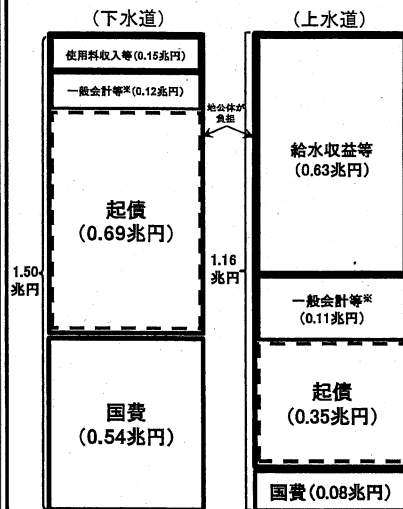 (下水道)
使用料収入等(0.15兆円)
一般会計等※(0.12兆円)
起債
(0.69兆円)
国費
(0.54兆円)
1.50
兆円
地公体が
負担
(上水道)
1.16
兆円
給水収益等
(0.63兆円)
一般会計等※
(0.11兆円)
起債
(0.35兆円)
国費(0.08兆円)